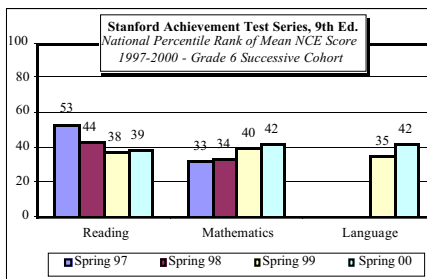 Stanford Achievement Test Series, 9th Ed.
National Percentile Rank of Mean NCE Score
1997-2000 - Grade 6 Successive Cohort
100
80
60
40
20
0
53
44
38
39
33
34
40
42
35
42
Reading
Mathematics
Language
Spring 97
Spring 98
Spring 99
Spring 00